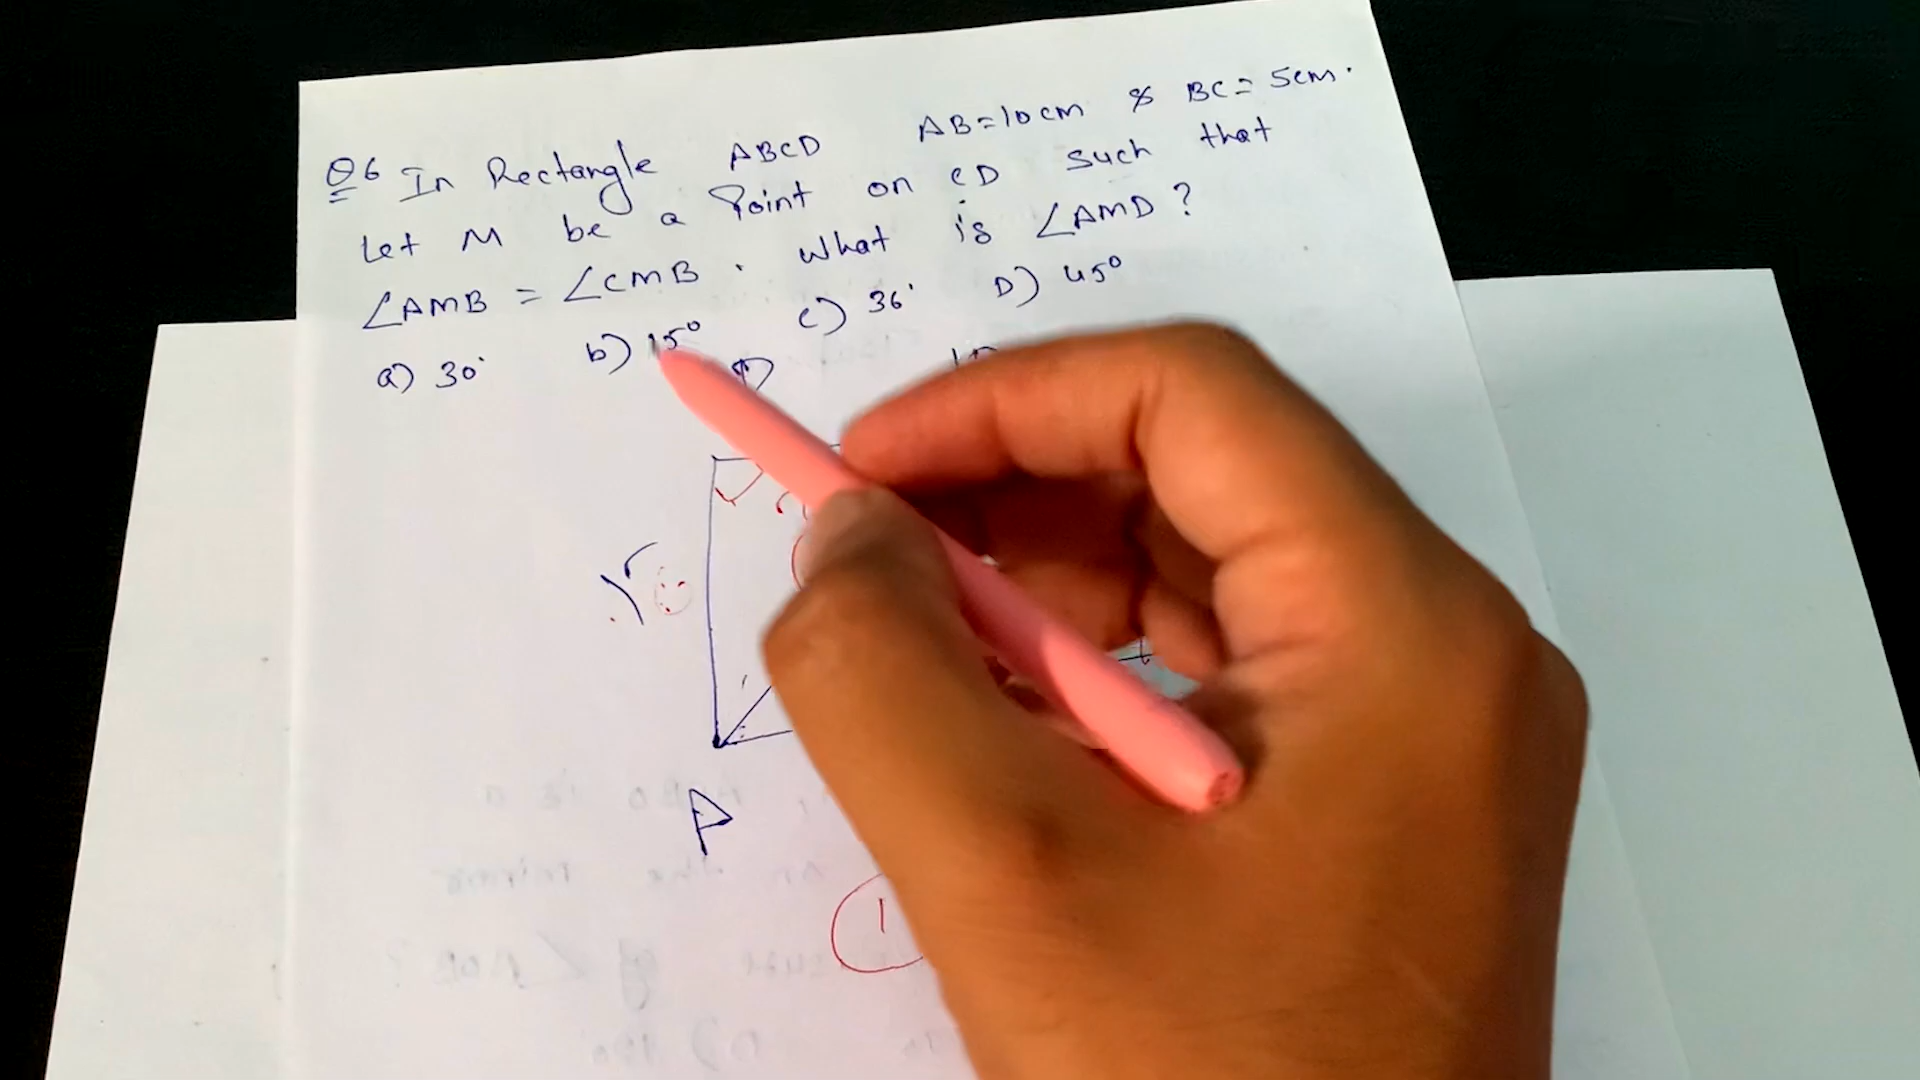 Q6 In Rectangle ABCD AB=10cm & BC=5cm.
Let M be a Point on CD such that
∠AMB = ∠CMB. What is ∠AMD?
a) 30° b) 15° c) 36° D) 45°
D
A
1